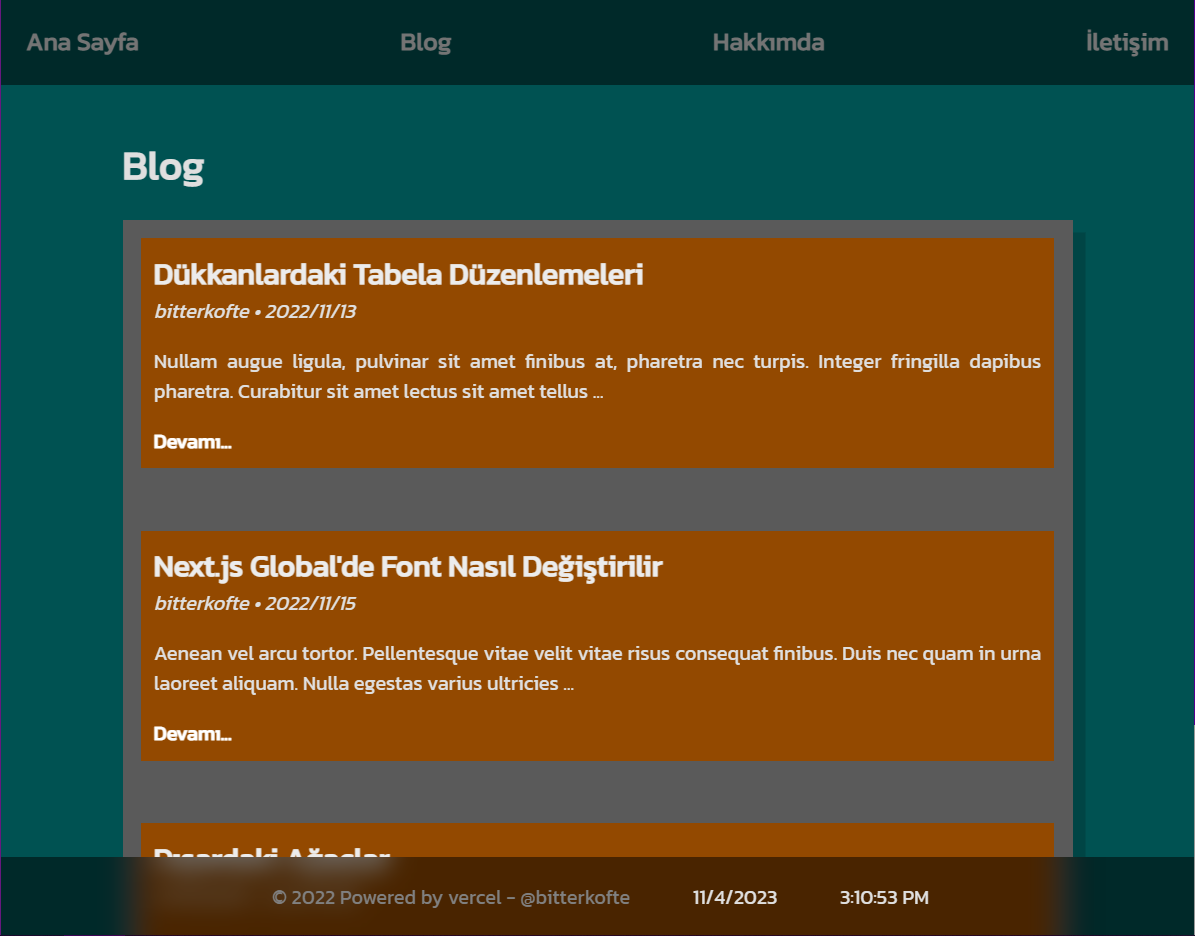 Ana Sayfa Blog Hakkımda İletişim
Blog
Dükkanlardaki Tabela Düzenlemeleri
bitterkofte • 2022/11/13
Nullam augue ligula, pulvinar sit amet finibus at, pharetra nec turpis. Integer fringilla dapibus
pharetra. Curabitur sit amet lectus sit amet tellus ...
Devamı...
Next.js Global'de Font Nasıl Değiştirilir
bitterkofte • 2022/11/15
Aenean vel arcu tortor. Pellentesque vitae velit vitae risus consequat finibus. Duis nec quam in urna
laoreet aliquam. Nulla egestas varius ultricies ...
Devamı...
Dışardaki Ağaçlar
© 2022 Powered by vercel - @bitterkofte 11/4/2023 3:10:53 PM